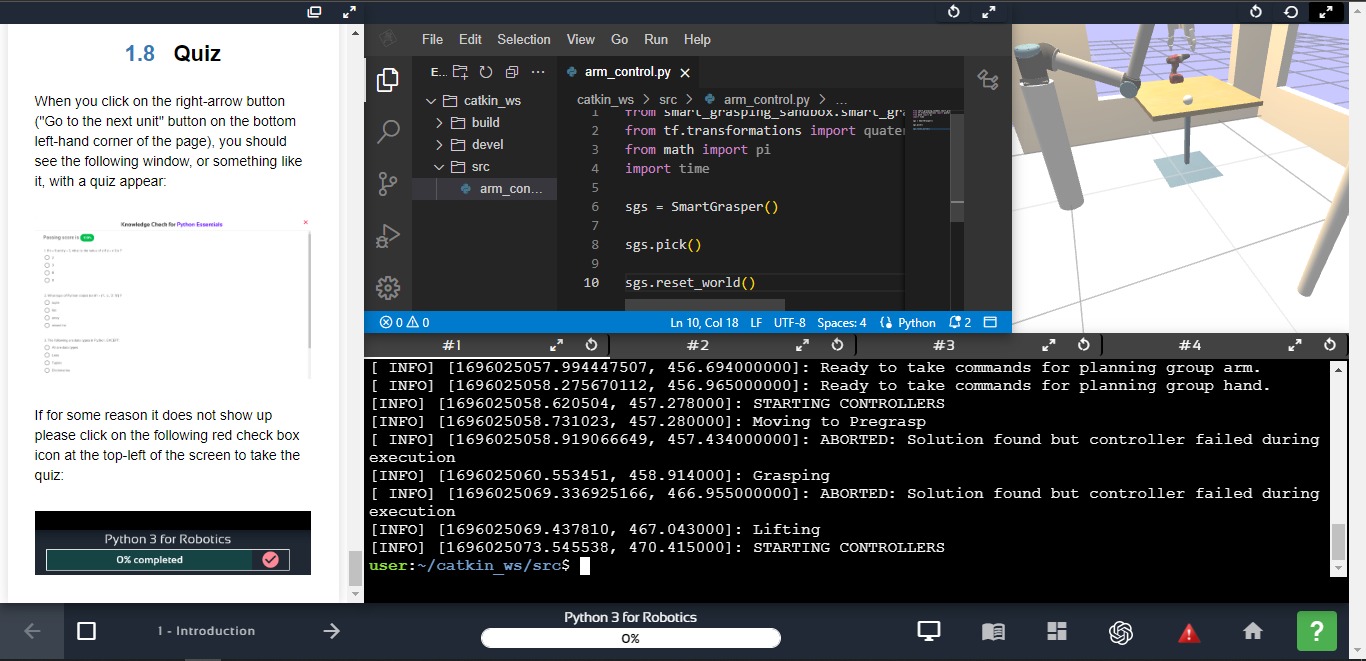 1.8 Quiz
When you click on the right-arrow button
("Go to the next unit" button on the bottom
left-hand corner of the page), you should
see the following window, or something like
it, with a quiz appear:
Knowledge Check for Python Essentials
Passing score is
If for some reason it does not show up
please click on the following red check box
icon at the top-left of the screen to take the
quiz:
Python 3 for Robotics
0% completed
File Edit Selection View Go Run Help
E...
catkin_ws
build
devel
src
arm_con...
arm_control.py
catkin_ws > src > arm_control.py > ...
1 from smart_grasping_sandbox.smart_gra
2 from tf.transformations import quater
3 from math import pi
4 import time
5
6 sgs = SmartGrasper()
7
8 sgs.pick()
9
10 sgs.reset_world()
0 0 Ln 10, Col 18 LF UTF-8 Spaces: 4 Python 2
#1 #2 #3 #4
[ INFO] [1696025057.994447507, 456.694000000]: Ready to take commands for planning group arm.
[ INFO] [1696025058.275670112, 456.965000000]: Ready to take commands for planning group hand.
[INFO] [1696025058.620504, 457.278000]: STARTING CONTROLLERS
[INFO] [1696025058.731023, 457.280000]: Moving to Pregrasp
[ INFO] [1696025058.919066649, 457.434000000]: ABORTED: Solution found but controller failed during
execution
[INFO] [1696025060.553451, 458.914000]: Grasping
[ INFO] [1696025069.336925166, 466.955000000]: ABORTED: Solution found but controller failed during
execution
[INFO] [1696025069.437810, 467.043000]: Lifting
[INFO] [1696025073.545538, 470.415000]: STARTING CONTROLLERS
user:~/catkin_ws/src$
1 - Introduction
Python 3 for Robotics
0%
?